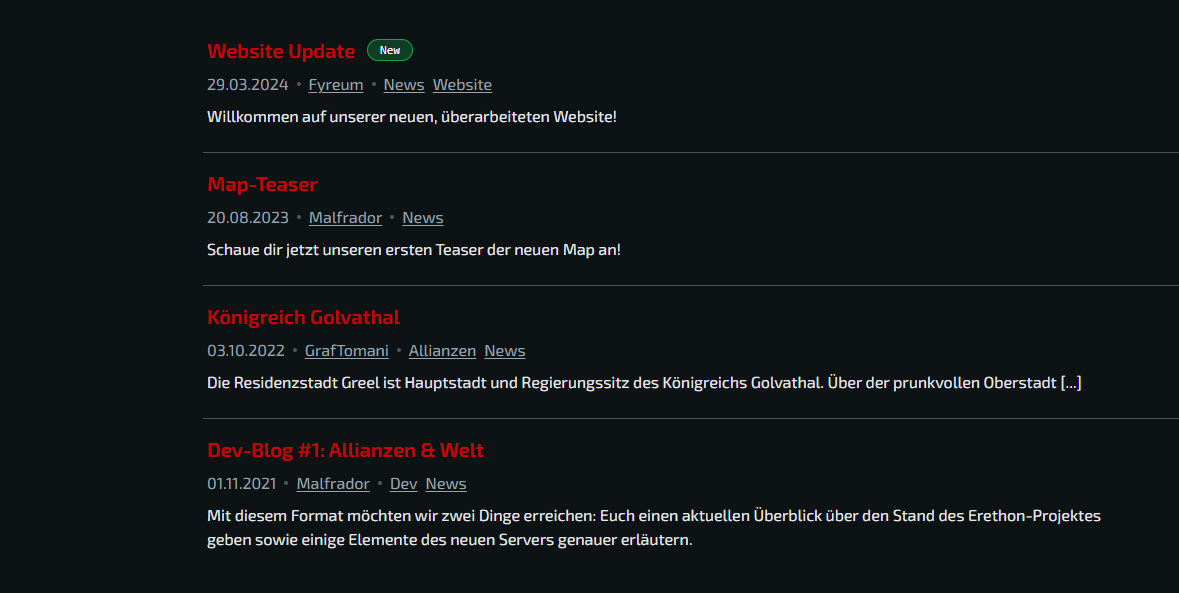 Website Update New
29.03.2024 • Fyreum • News Website
Willkommen auf unserer neuen, überarbeiteten Website!
Map-Teaser
20.08.2023 • Malfrador • News
Schaue dir jetzt unseren ersten Teaser der neuen Map an!
Königreich Golvathal
03.10.2022 • GrafTomani • Allianzen News
Die Residenzstadt Greel ist Hauptstadt und Regierungssitz des Königreichs Golvathal. Über der prunkvollen Oberstadt [...]
Dev-Blog #1: Allianzen & Welt
01.11.2021 • Malfrador • Dev News
Mit diesem Format möchten wir zwei Dinge erreichen: Euch einen aktuellen Überblick über den Stand des Erethon-Projektes
geben sowie einige Elemente des neuen Servers genauer erläutern.